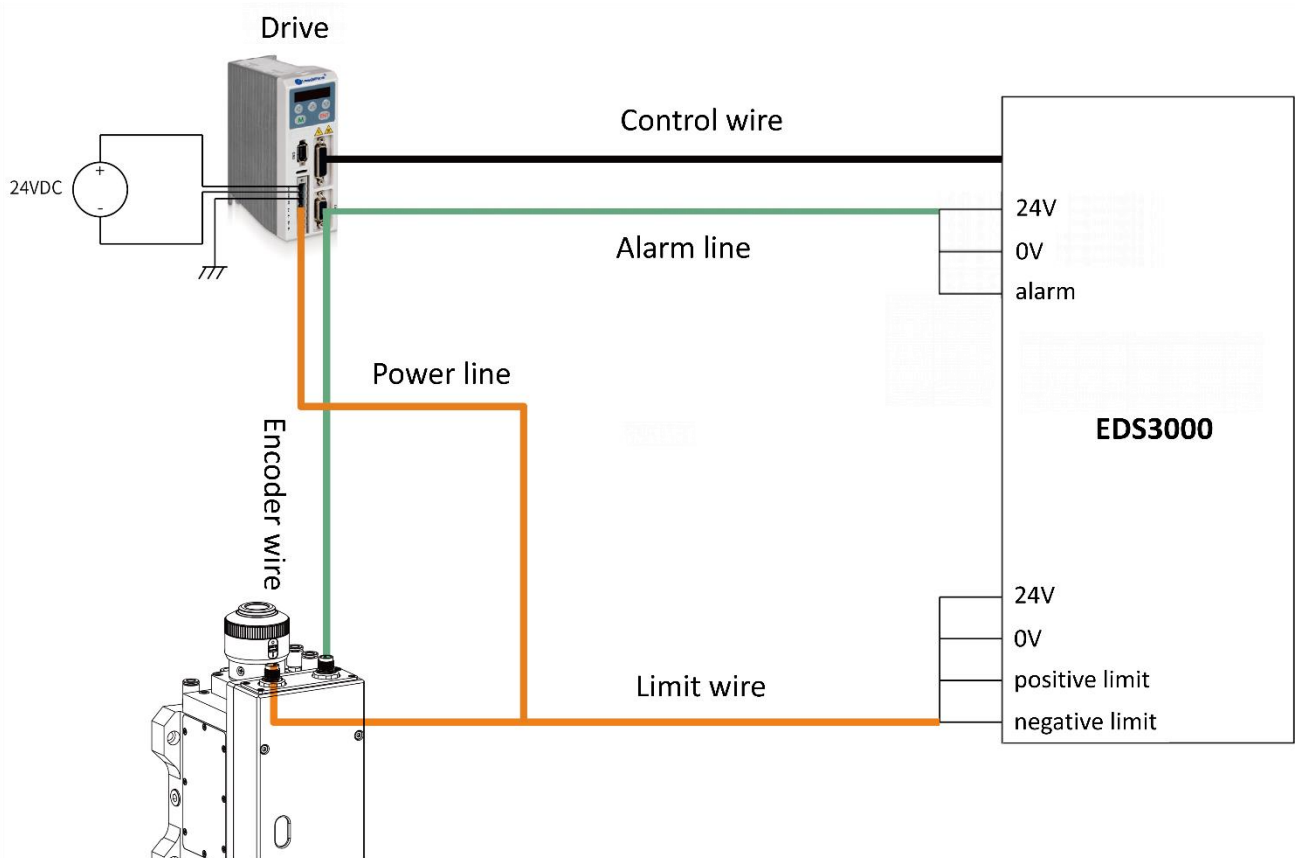 Drive
Control wire
24VDC
+
-
24V
Alarm line
0V
alarm
Power line
Encoder wire
EDS3000
24V
0V
Limit wire
positive limit
negative limit